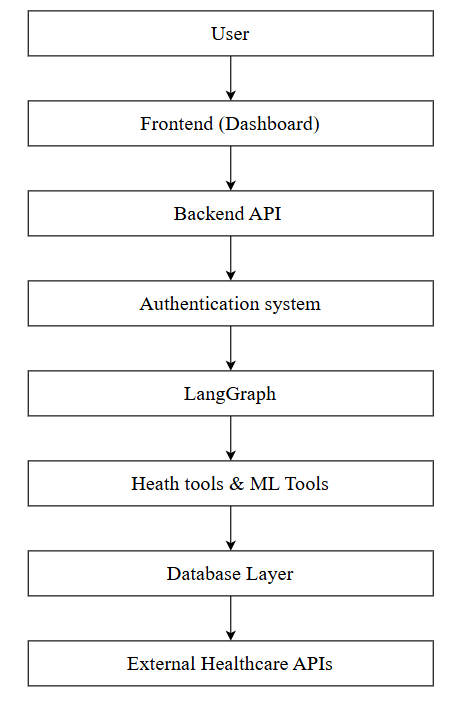 User
Frontend (Dashboard)
Backend API
Authentication system
LangGraph
Heath tools & ML Tools
Database Layer
External Healthcare APIs